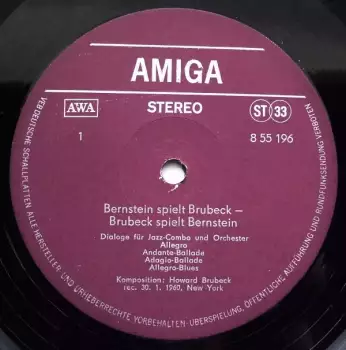 AMIGA
AWA
STEREO
ST 33
1
8 55 196
Bernstein spielt Brubeck –
Brubeck spielt Bernstein
Dialoge für Jazz-Combo und Orchester
Allegro
Andante-Ballade
Adagio-Ballade
Allegro-Blues
Komposition: Howard Brubeck
rec. 30. 1. 1960, New York
VEB DEUTSCHE SCHALLPLATTEN ALLE HERSTELLER- UND URHEBERRECHTE VORBEHALTEN · ÜBERSPIELUNG, ÖFFENTLICHE AUFFÜHRUNG UND RUNDFUNKSENDUNG VERBOTEN